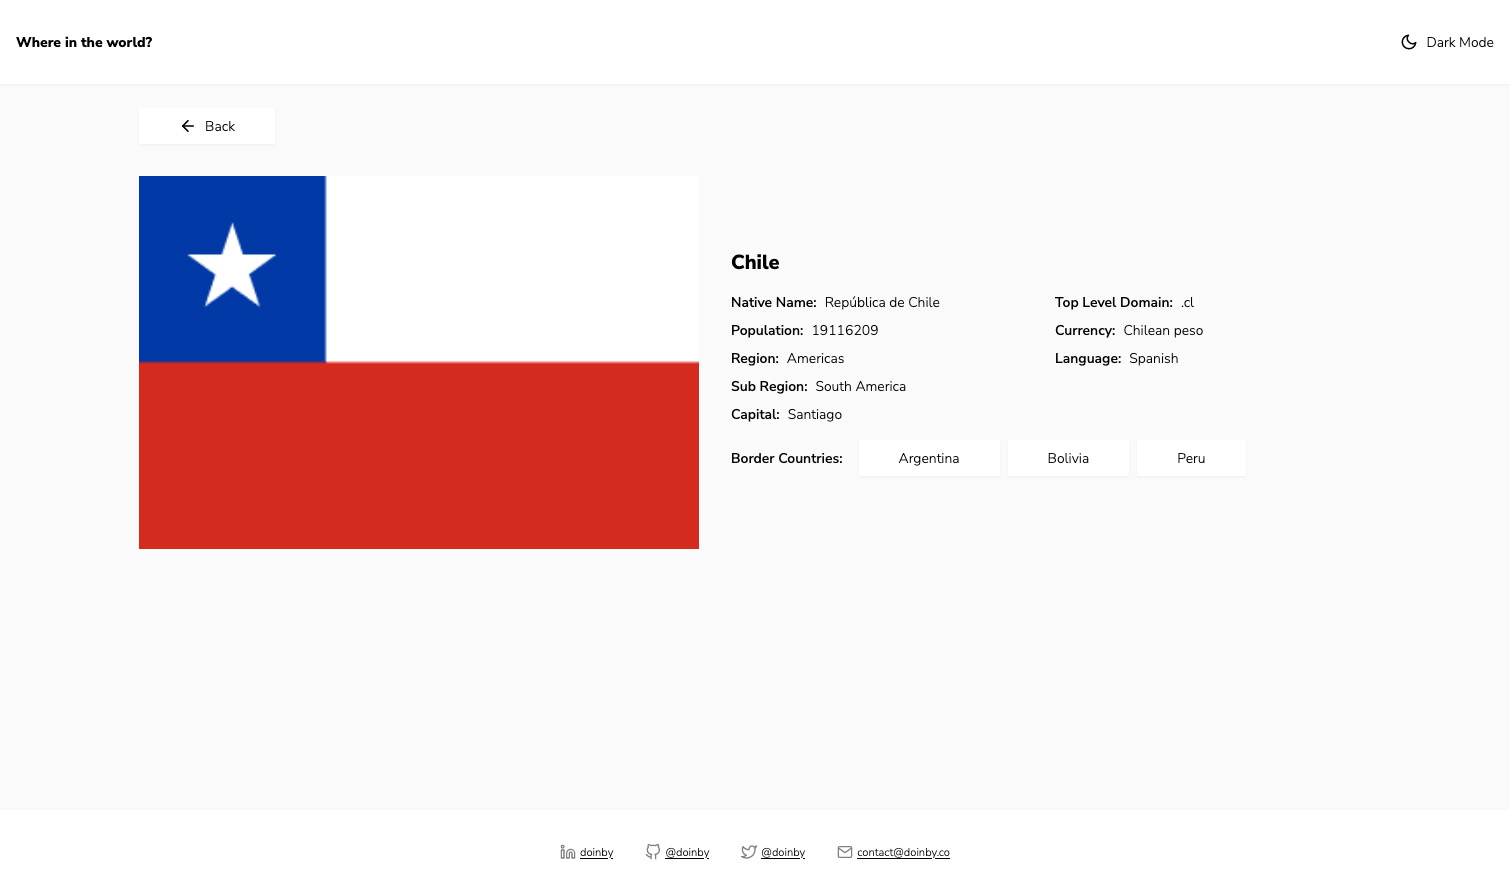 Where in the world?
Dark Mode
Back
Chile
Native Name: República de Chile
Population: 19116209
Region: Americas
Sub Region: South America
Capital: Santiago
Top Level Domain: .cl
Currency: Chilean peso
Language: Spanish
Border Countries: Argentina Bolivia Peru
doinby @doinby @doinby contact@doinby.co